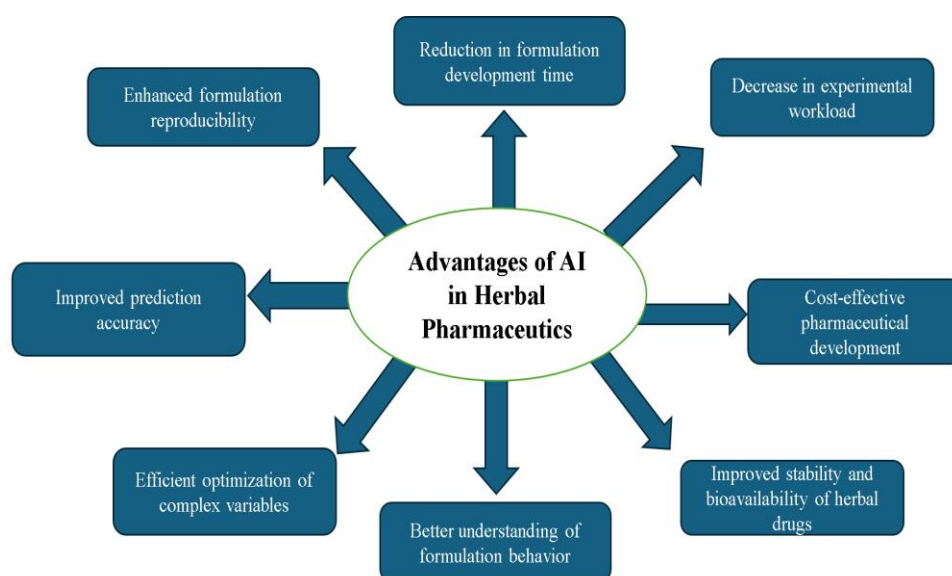 Reduction in formulation
development time
Enhanced formulation
reproducibility
Decrease in experimental
workload
Advantages of AI
in Herbal
Pharmaceutics
Improved prediction
accuracy
Cost-effective
pharmaceutical
development
Efficient optimization of
complex variables
Better understanding of
formulation behavior
Improved stability and
bioavailability of herbal
drugs